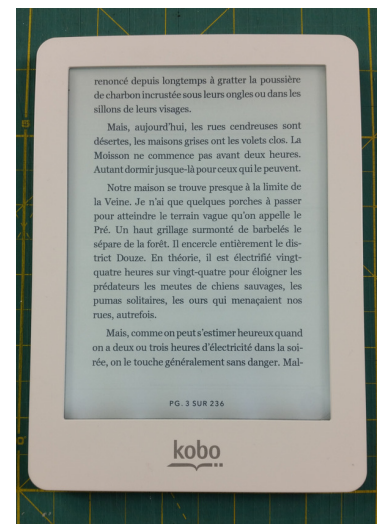 renoncé depuis longtemps à gratter la poussière
de charbon incrustée sous leurs ongles ou dans les
sillons de leurs visages.
Mais, aujourd'hui, les rues cendreuses sont
désertes, les maisons grises ont les volets clos. La
Moisson ne commence pas avant deux heures.
Autant dormir jusque-là pour ceux qui le peuvent.
Notre maison se trouve presque à la limite de
la Veine. Je n'ai que quelques porches à passer
pour atteindre le terrain vague qu'on appelle le
Pré. Un haut grillage surmonté de barbelés le
sépare de la forêt. Il encercle entièrement le dis-
trict Douze. En théorie, il est électrifié vingt-
quatre heures sur vingt-quatre pour éloigner les
prédateurs les meutes de chiens sauvages, les
pumas solitaires, les ours qui menaçaient nos
rues, autrefois.
Mais, comme on peut s'estimer heureux quand
on a deux ou trois heures d'électricité dans la soi-
rée, on le touche généralement sans danger. Mal-
PG. 3 SUR 236
kobo